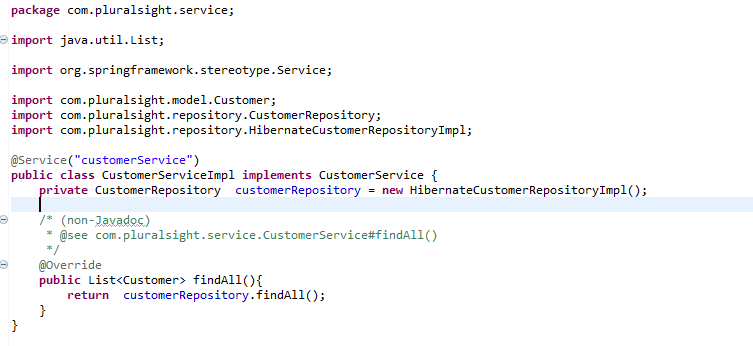 package com.pluralsight.service;
import java.util.List;
import org.springframework.stereotype.Service;
import com.pluralsight.model.Customer;
import com.pluralsight.repository.CustomerRepository;
import com.pluralsight.repository.HibernateCustomerRepositoryImpl;
@Service("customerService")
public class CustomerServiceImpl implements CustomerService {
    private CustomerRepository  customerRepository = new HibernateCustomerRepositoryImpl();
    /* (non-Javadoc)
     * @see com.pluralsight.service.CustomerService#findAll()
     */
    @Override
    public List<Customer> findAll(){
        return  customerRepository.findAll();
    }
}